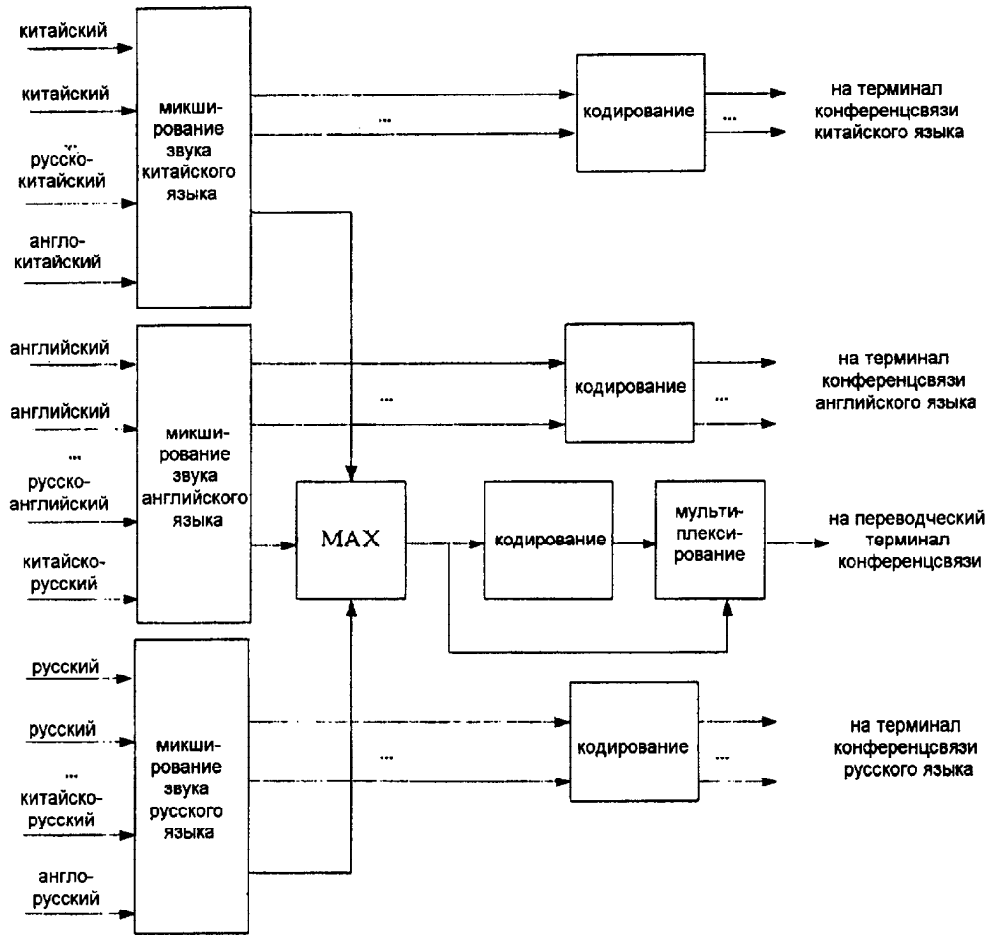 китайский
китайский
...
русско-
китайский
англо-
китайский
микши-
рование
звука
китайского
языка
...
кодирование
...
на терминал
конференцсвязи
китайского языка
английский
английский
...
русско-
английский
китайско-
русский
микши-
рование
звука
английского
языка
...
кодирование
...
на терминал
конференцсвязи
английского языка
MAX
кодирование
мульти-
плекси-
рование
на переводческий
терминал
конференцсвязи
русский
русский
...
китайско-
русский
англо-
русский
микши-
рование
звука
русского
языка
...
кодирование
...
на терминал
конференцсвязи
русского языка